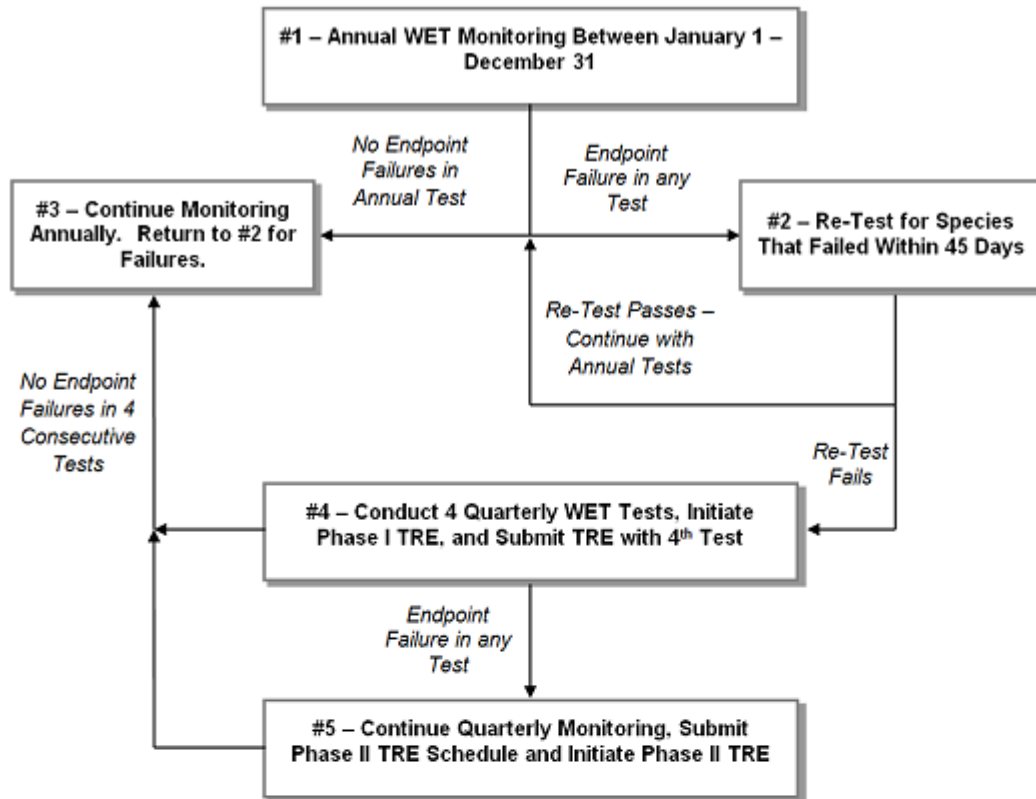 #1 – Annual WET Monitoring Between January 1 –
December 31
No Endpoint
Failures in
Annual Test
Endpoint
Failure in any
Test
#3 – Continue Monitoring
Annually. Return to #2 for
Failures.
#2 – Re-Test for Species
That Failed Within 45 Days
Re-Test Passes –
Continue with
Annual Tests
No Endpoint
Failures in 4
Consecutive
Tests
Re-Test
Fails
#4 – Conduct 4 Quarterly WET Tests, Initiate
Phase I TRE, and Submit TRE with 4th Test
Endpoint
Failure in any
Test
#5 – Continue Quarterly Monitoring, Submit
Phase II TRE Schedule and Initiate Phase II TRE